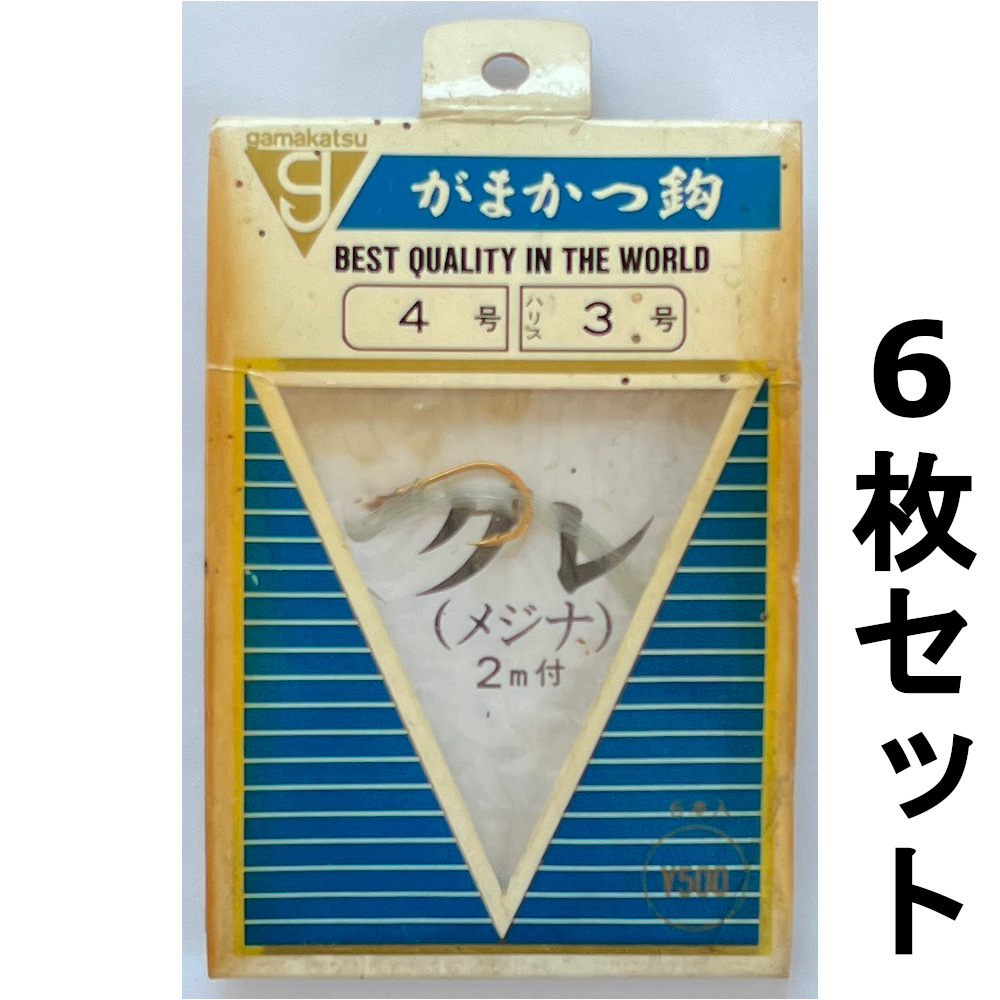 gamakatsu
g
がまかつ鈎
BEST QUALITY IN THE WORLD
4 号 ハリス 3 号
グレ
(メジナ)
2m付
6本入
¥500
6枚セット